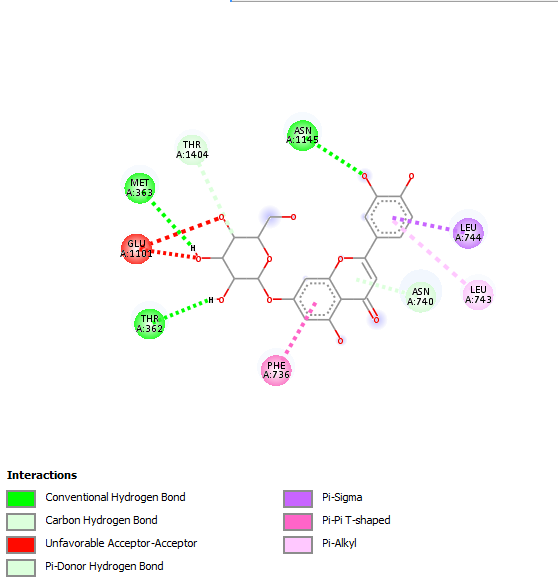 ASN
A:1145
THR
A:1404
MET
A:363
LEU
A:744
GLU
A:1101
H
O
O
O
O
O
O
O
O
H
O
O
ASN
A:740
LEU
A:743
THR
A:362
O
PHE
A:736
Interactions
Conventional Hydrogen Bond
Carbon Hydrogen Bond
Unfavorable Acceptor-Acceptor
Pi-Donor Hydrogen Bond
Pi-Sigma
Pi-Pi T-shaped
Pi-Alkyl